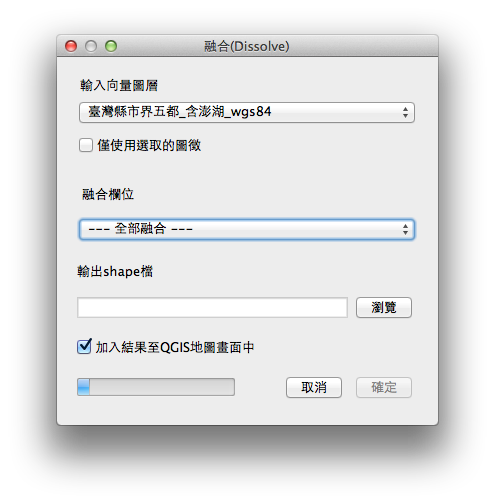 融合(Dissolve)
輸入向量圖層
臺灣縣市界五都_含澎湖_wgs84
僅使用選取的圖徵
融合欄位
--- 全部融合 ---
輸出shape檔
瀏覽
加入結果至QGIS地圖畫面中
取消
確定